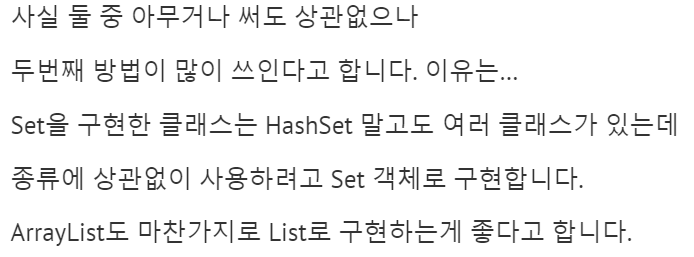 사실 둘 중 아무거나 써도 상관없으나
두번째 방법이 많이 쓰인다고 합니다. 이유는...
Set을 구현한 클래스는 HashSet 말고도 여러 클래스가 있는데
종류에 상관없이 사용하려고 Set 객체로 구현합니다.
ArrayList도 마찬가지로 List로 구현하는게 좋다고 합니다.